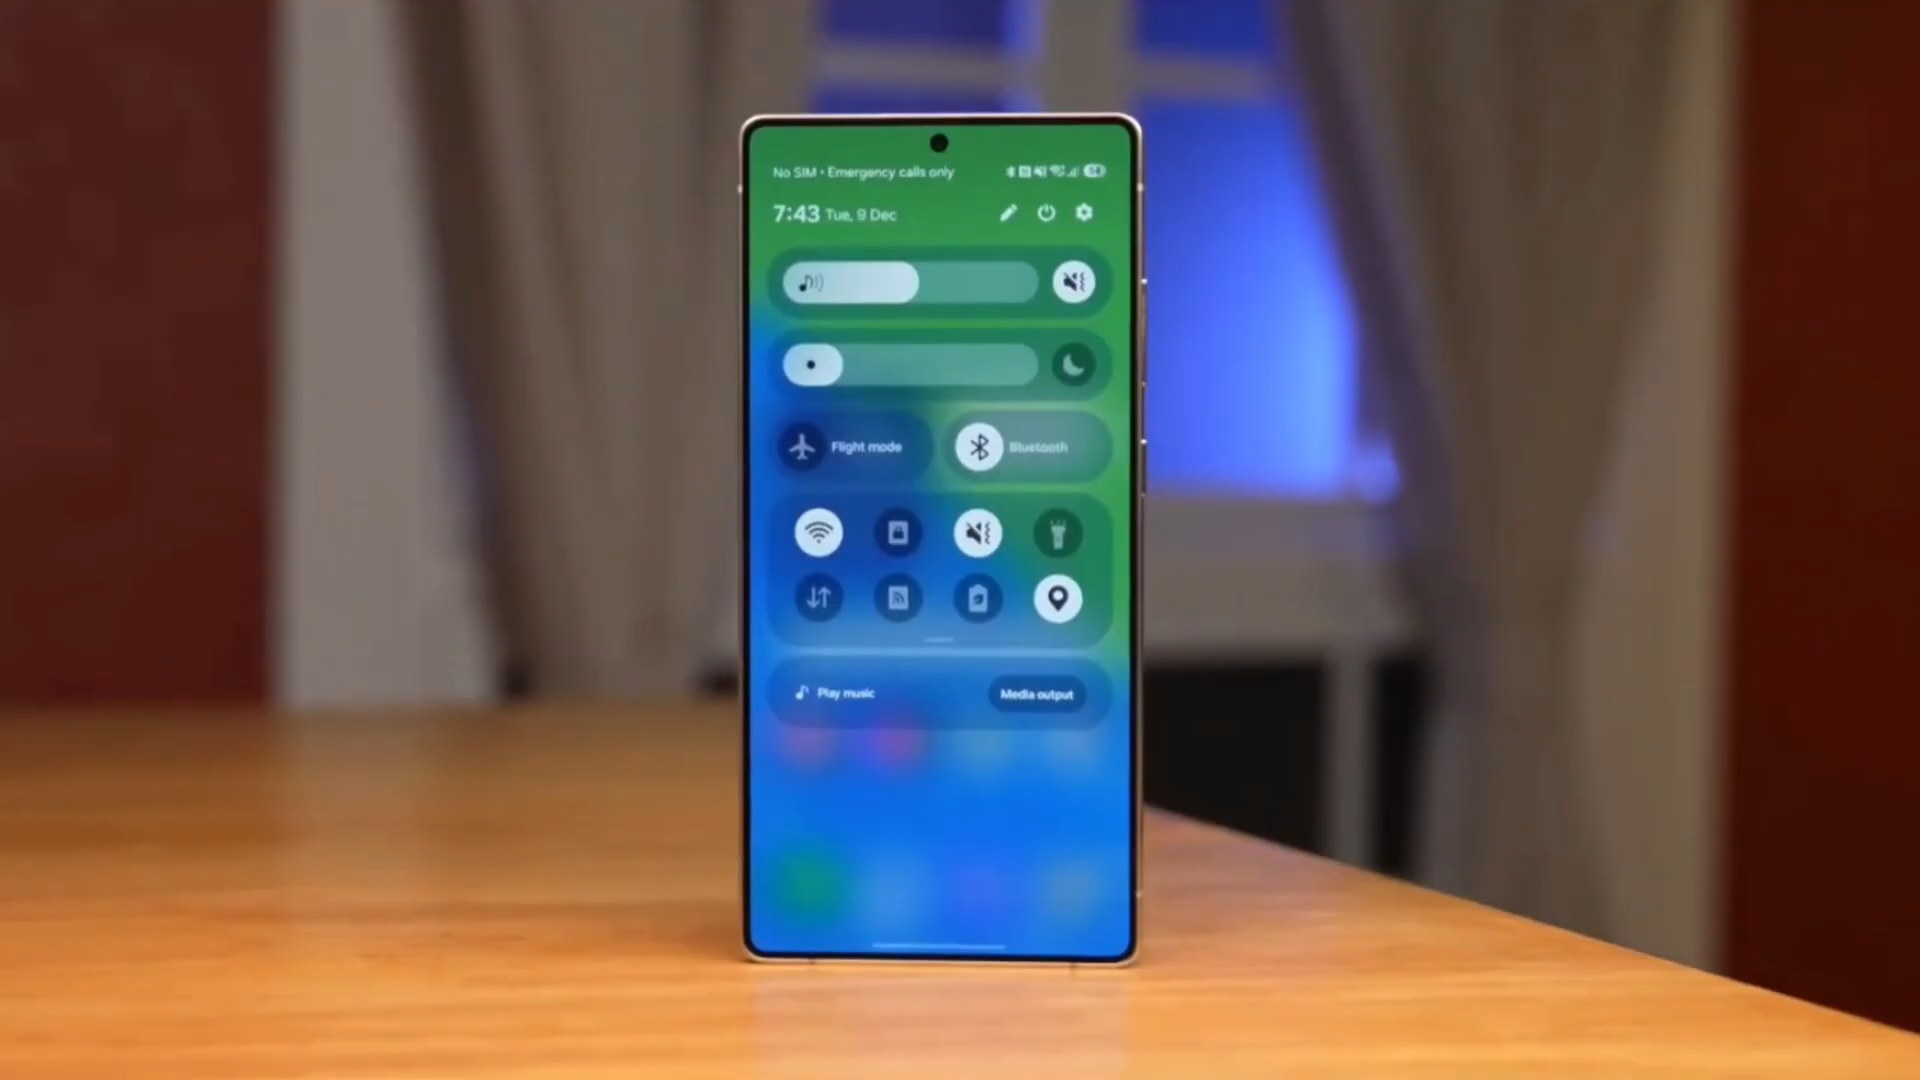 No SIM • Emergency calls only
7:43 Tue, 9 Dec
Flight mode
Bluetooth
Play music
Media output